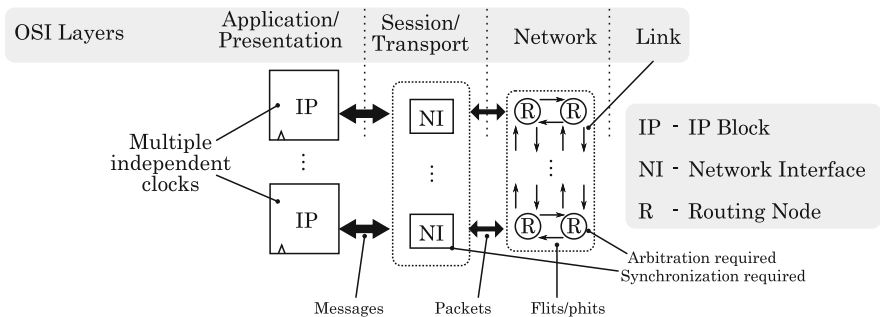 OSI Layers
Application/
Presentation
Session/
Transport
Network
Link
IP
NI
R
R
Multiple
independent
clocks
IP
NI
R
R
IP - IP Block
NI - Network Interface
R - Routing Node
Arbitration required
Synchronization required
Messages
Packets
Flits/phits